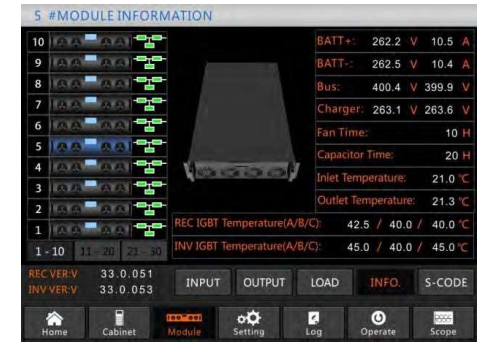 5 #MODULE INFORMATION
10
9
8
7
6
5
4
3
2
1
1 - 10 11 - 20 21 - 30
BATT+: 262.2 V 10.5 A
BATT-: 262.5 V 10.4 A
Bus: 400.4 V 399.9 V
Charger: 263.1 V 263.6 V
Fan Time: 10 H
Capacitor Time: 20 H
Inlet Temperature: 21.0 ℃
Outlet Temperature: 21.3 ℃
REC IGBT Temperature(A/B/C): 42.5 / 40.0 / 40.0 ℃
INV IGBT Temperature(A/B/C): 45.0 / 40.0 / 45.0 ℃
REC VER:V 33.0.051
INV VER:V 33.0.053
INPUT OUTPUT LOAD INFO. S-CODE
Home Cabinet Module Setting Log Operate Scope